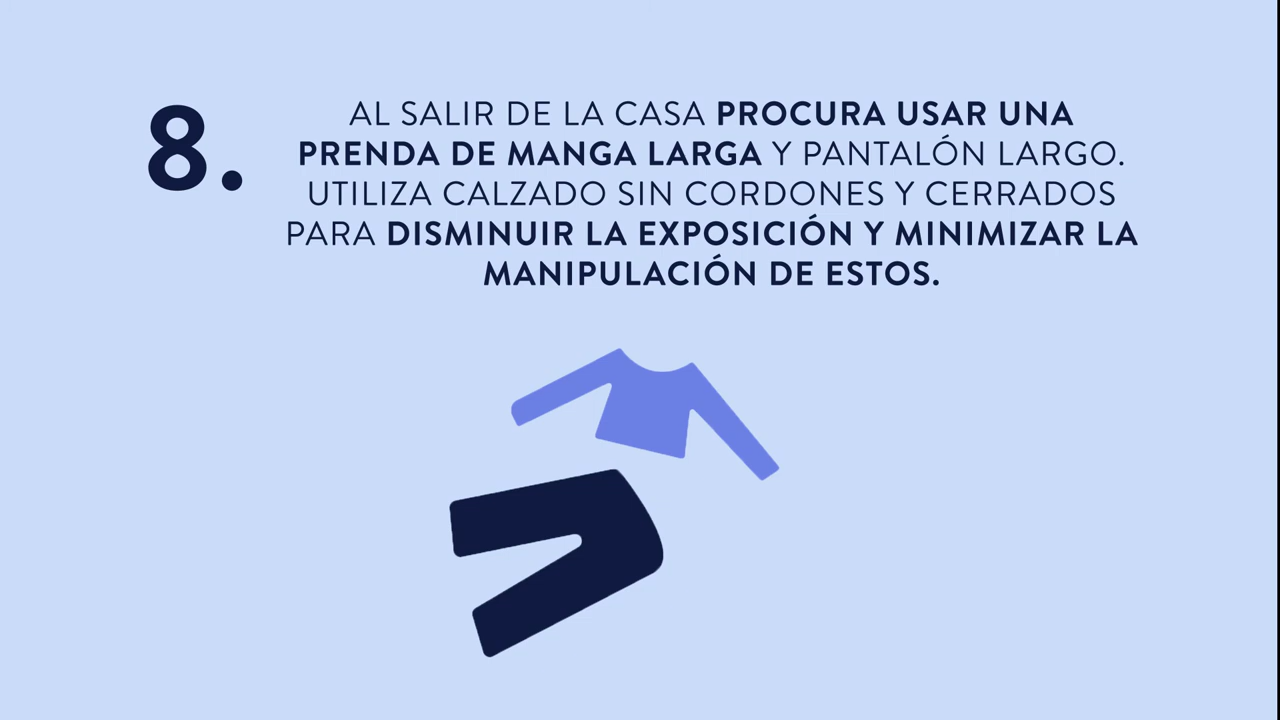 8.
AL SALIR DE LA CASA PROCURA USAR UNA
PRENDA DE MANGA LARGA Y PANTALÓN LARGO.
UTILIZA CALZADO SIN CORDONES Y CERRADOS
PARA DISMINUIR LA EXPOSICIÓN Y MINIMIZAR LA
MANIPULACIÓN DE ESTOS.